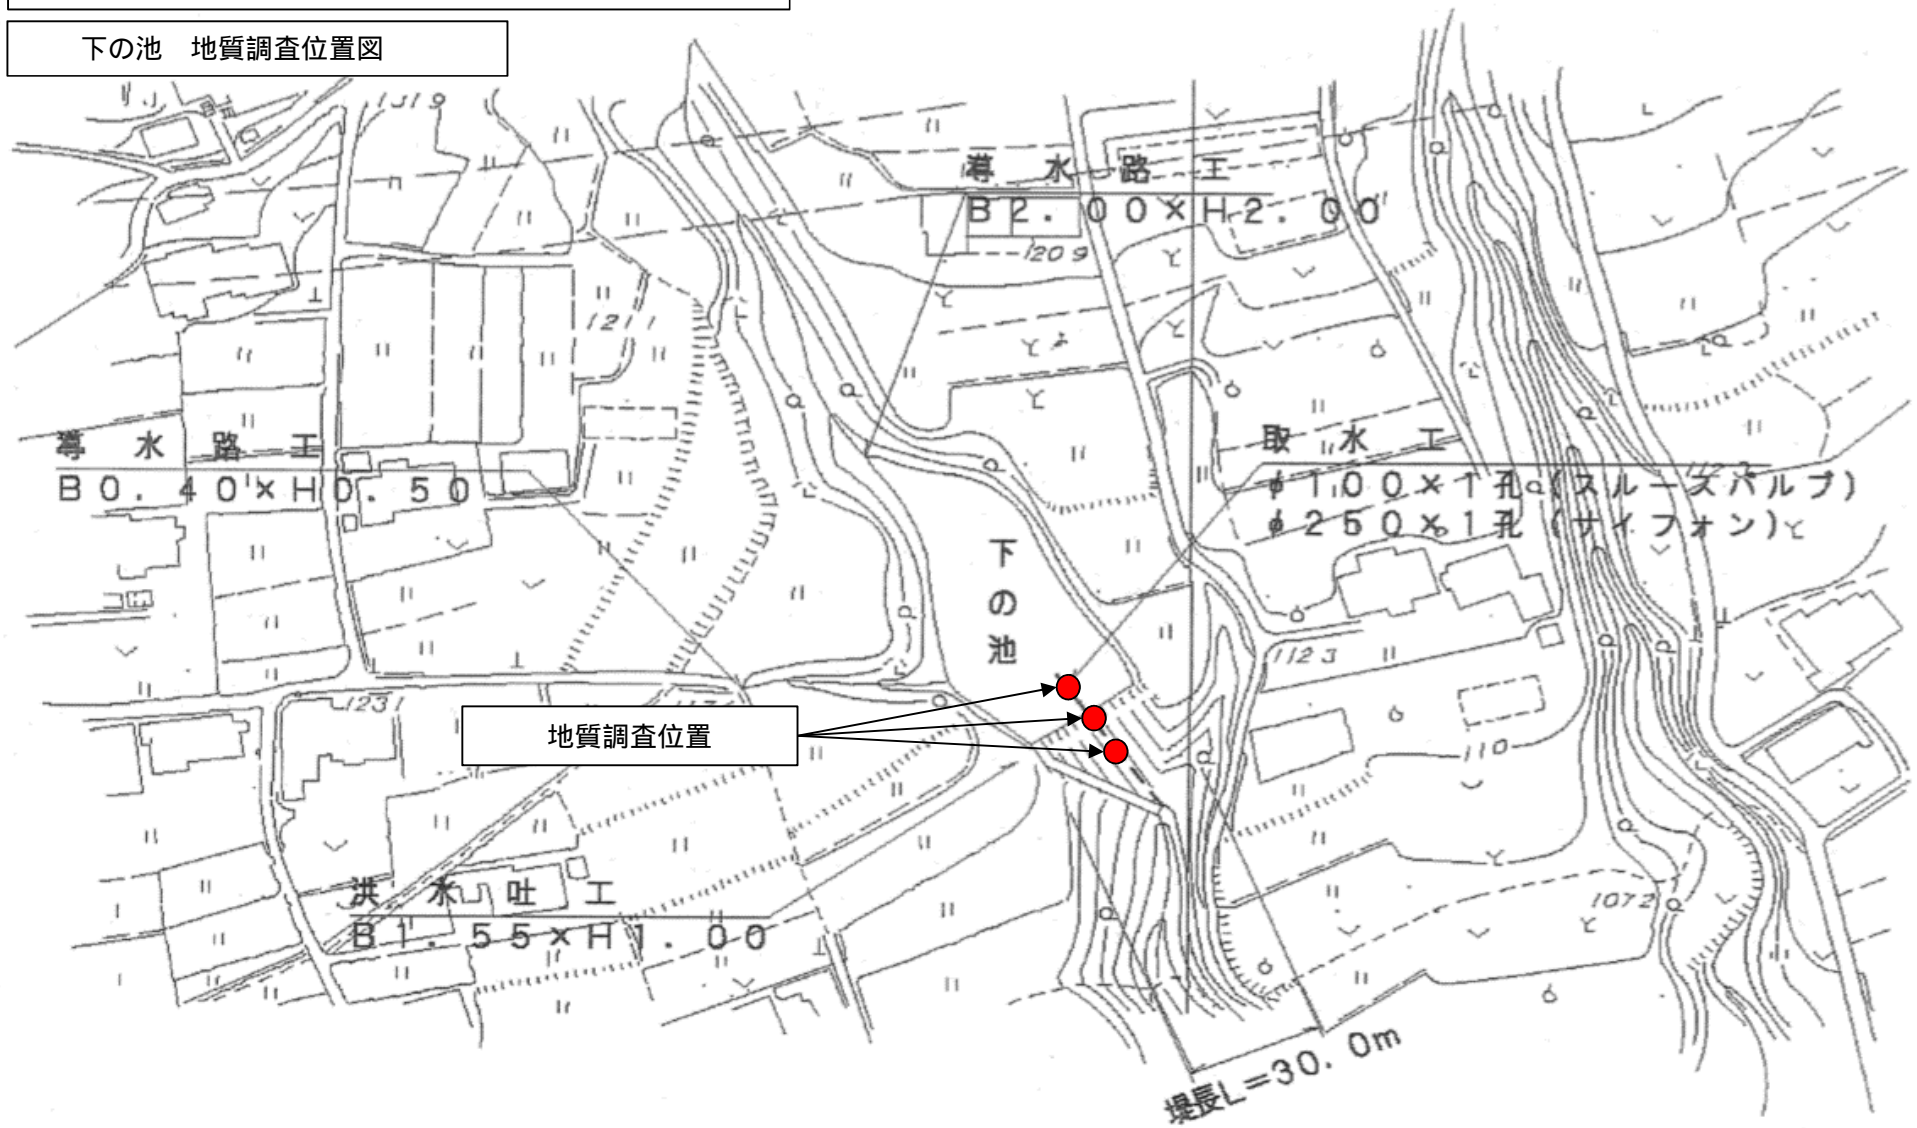 下の池　地質調査位置図
1319
導水路工
B2.00×H2.00
1209
1211
導水路工
B0.40×H0.50
取水工
φ100×1孔(スルースバルブ)
φ250×1孔(サイフォン)
下の池
1123
1231
地質調査位置
110
洪水吐工
B1.55×H1.00
1072
堤長L=30.0m